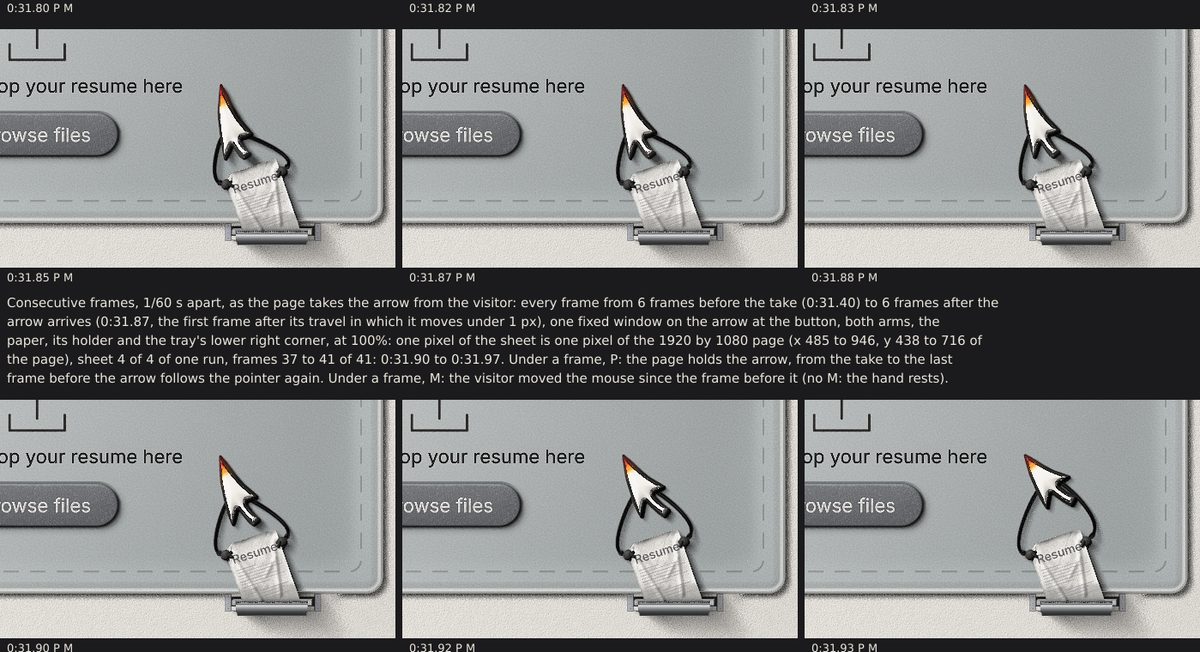 0:31.80 P M
0:31.82 P M
0:31.83 P M
op your resume here
op your resume here
op your resume here
owse files
owse files
owse files
Resume
Resume
Resume
0:31.85 P M
0:31.87 P M
0:31.88 P M
Consecutive frames, 1/60 s apart, as the page takes the arrow from the visitor: every frame from 6 frames before the take (0:31.40) to 6 frames after the
arrow arrives (0:31.87, the first frame after its travel in which it moves under 1 px), one fixed window on the arrow at the button, both arms, the
paper, its holder and the tray's lower right corner, at 100%: one pixel of the sheet is one pixel of the 1920 by 1080 page (x 485 to 946, y 438 to 716 of
the page), sheet 4 of 4 of one run, frames 37 to 41 of 41: 0:31.90 to 0:31.97. Under a frame, P: the page holds the arrow, from the take to the last
frame before the arrow follows the pointer again. Under a frame, M: the visitor moved the mouse since the frame before it (no M: the hand rests).
op your resume here
op your resume here
op your resume here
owse files
owse files
owse files
Resume
Resume
Resume
0:31.90 P M
0:31.92 P M
0:31.93 P M